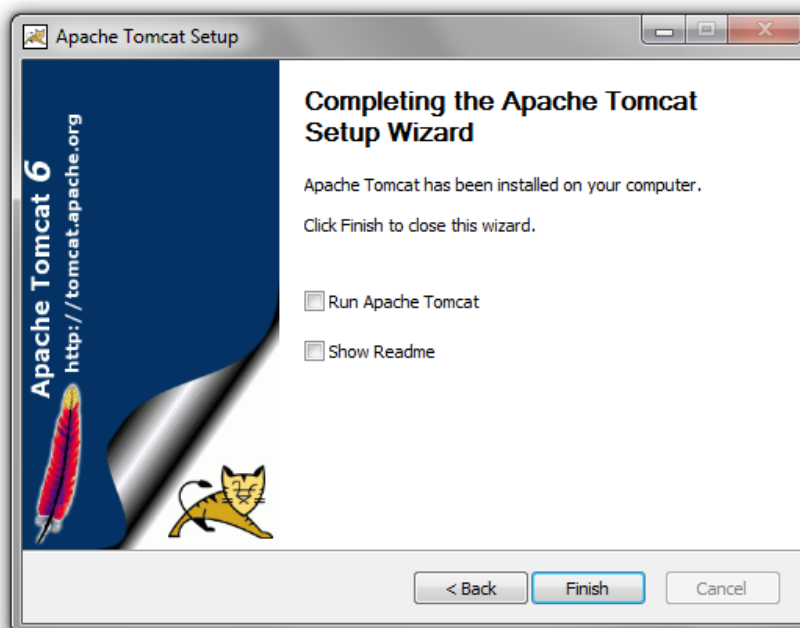 Apache Tomcat Setup
Apache Tomcat 6
http://tomcat.apache.org
Completing the Apache Tomcat
Setup Wizard
Apache Tomcat has been installed on your computer.
Click Finish to close this wizard.
Run Apache Tomcat
Show Readme
< Back
Finish
Cancel